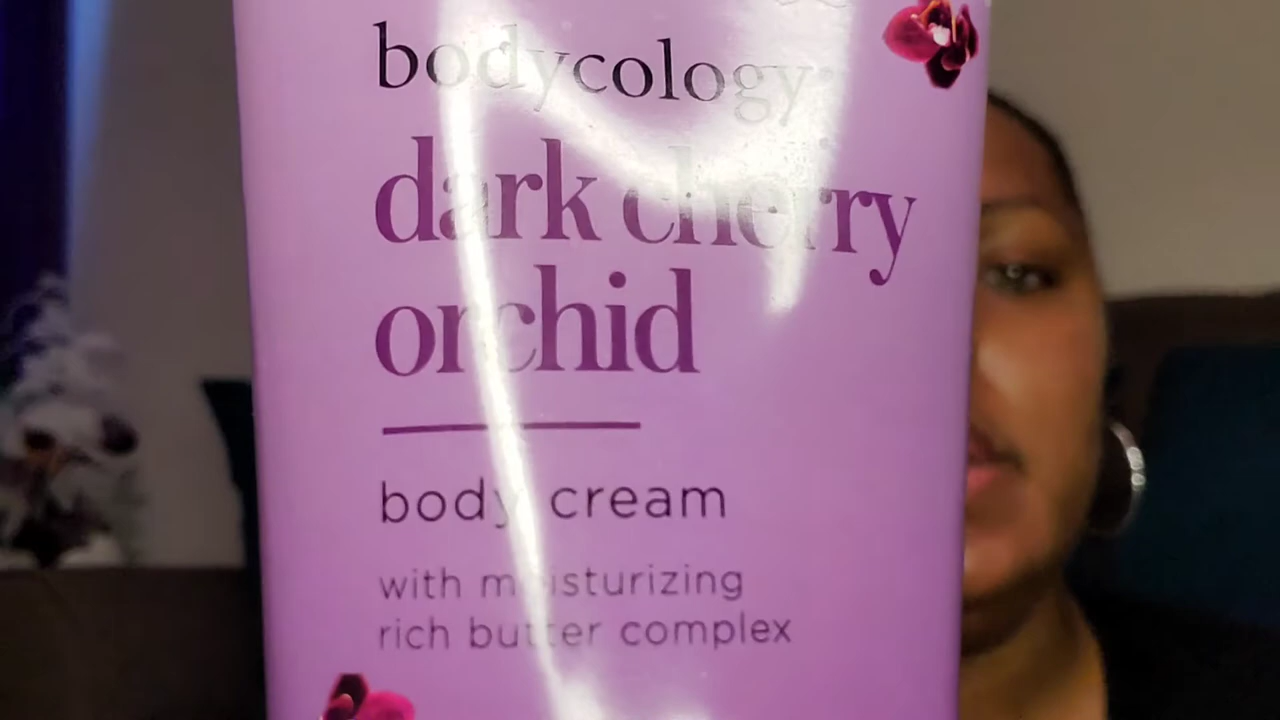 bodycology
dark cherry
orchid
body cream
with moisturizing
rich butter complex